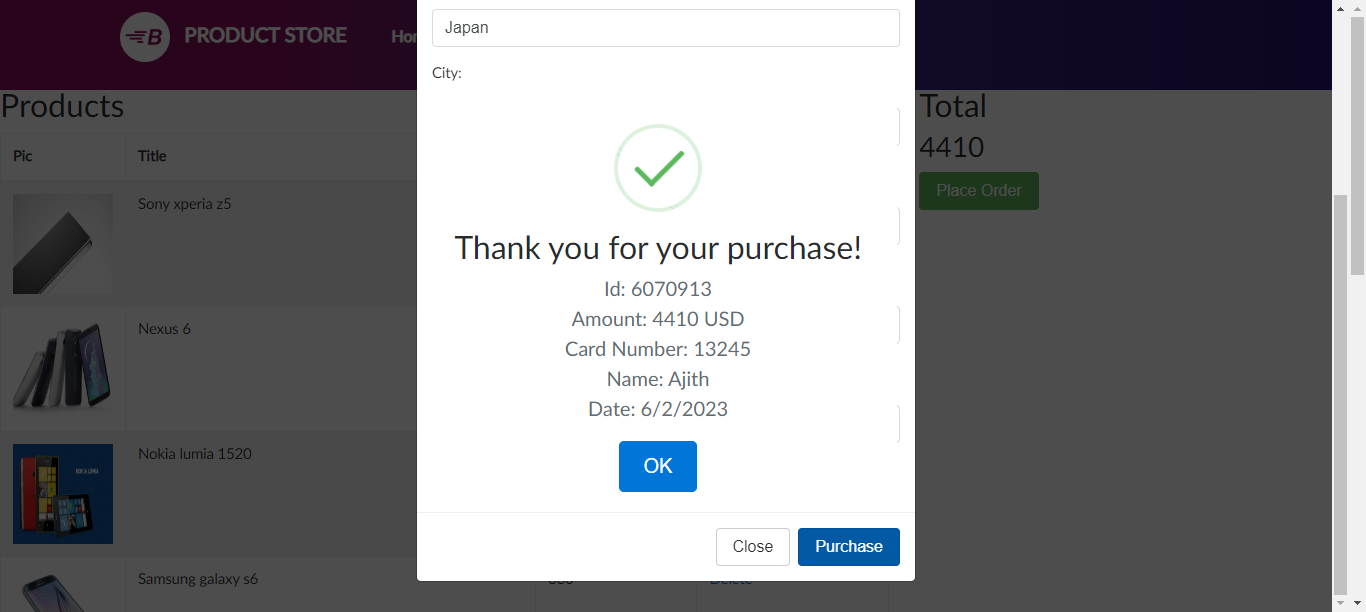 PRODUCT STORE
Japan
City:
Products
Total
4410
Pic Title
Place Order
Sony xperia z5
Thank you for your purchase!
Id: 6070913
Amount: 4410 USD
Card Number: 13245
Name: Ajith
Date: 6/2/2023
OK
Nexus 6
Nokia lumia 1520
NOKIA LUMIA
Close Purchase
Samsung galaxy s6